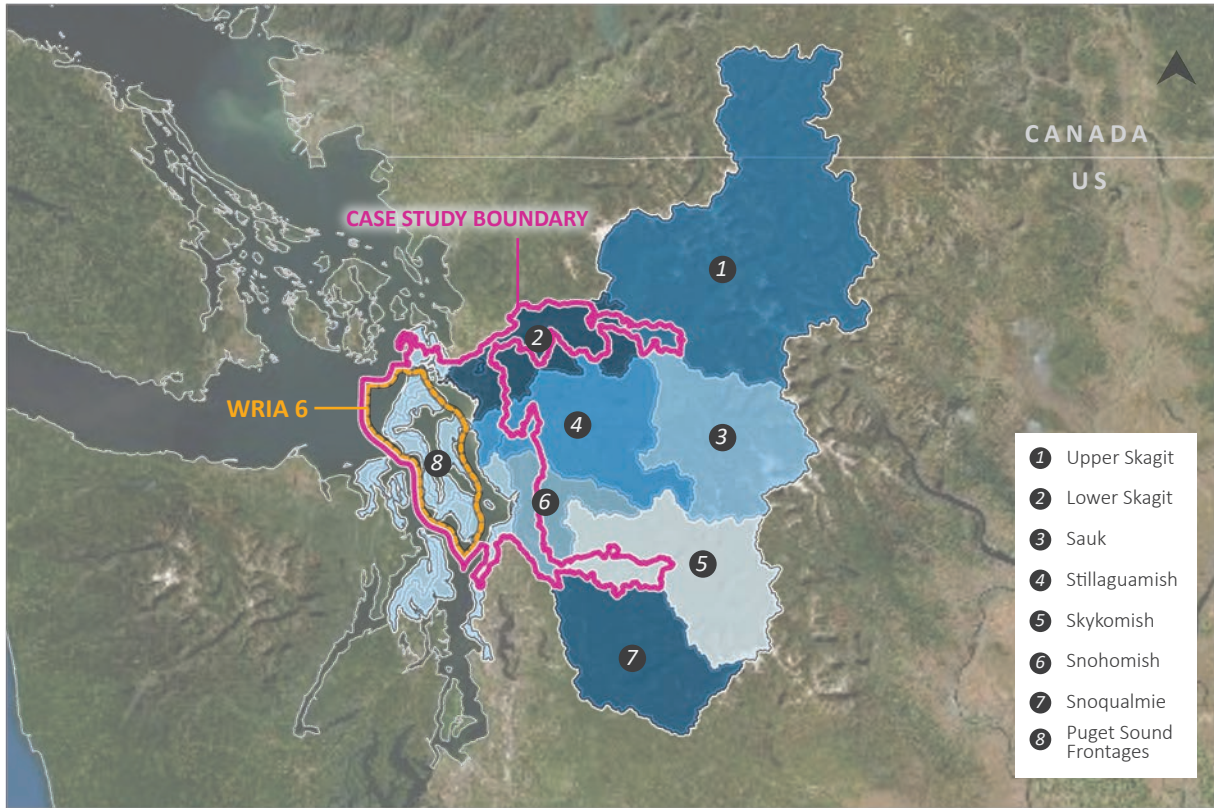 CANADA
US
CASE STUDY BOUNDARY
WRIA 6
1
2
3
4
5
6
7
8
1 Upper Skagit
2 Lower Skagit
3 Sauk
4 Stillaguamish
5 Skykomish
6 Snohomish
7 Snoqualmie
8 Puget Sound
Frontages